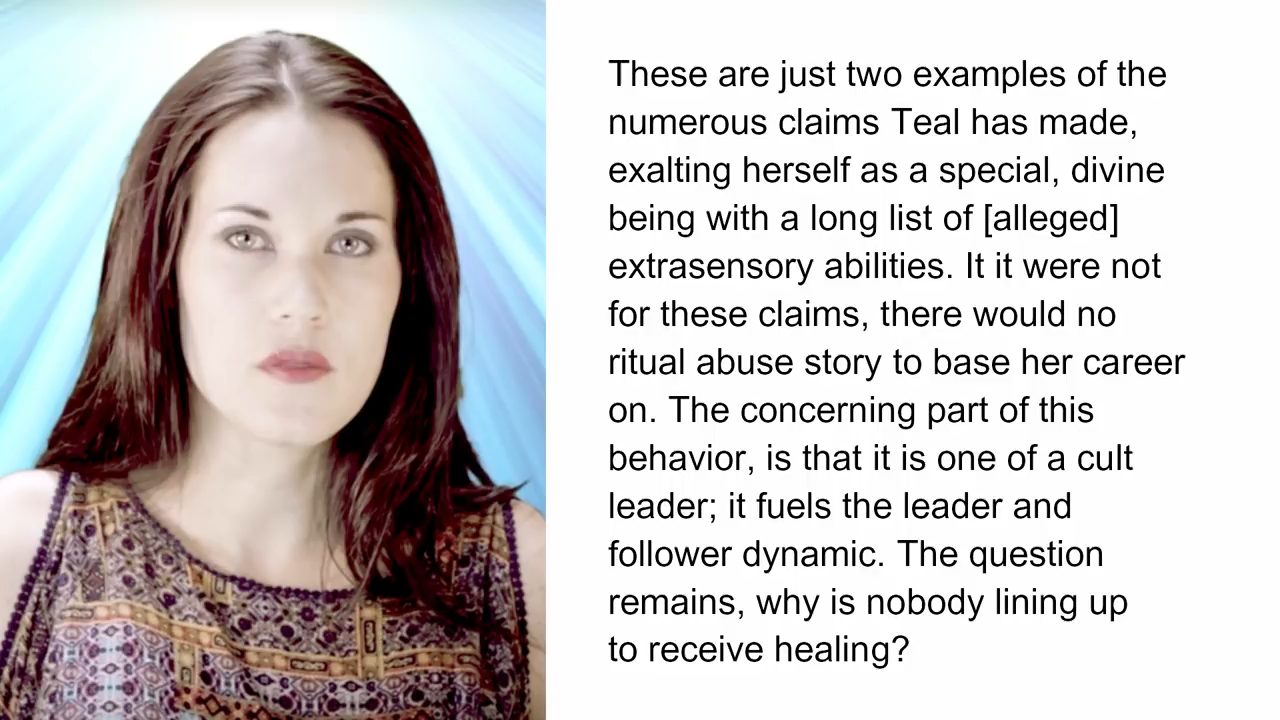 These are just two examples of the
numerous claims Teal has made,
exalting herself as a special, divine
being with a long list of [alleged]
extrasensory abilities. It it were not
for these claims, there would no
ritual abuse story to base her career
on. The concerning part of this
behavior, is that it is one of a cult
leader; it fuels the leader and
follower dynamic. The question
remains, why is nobody lining up
to receive healing?